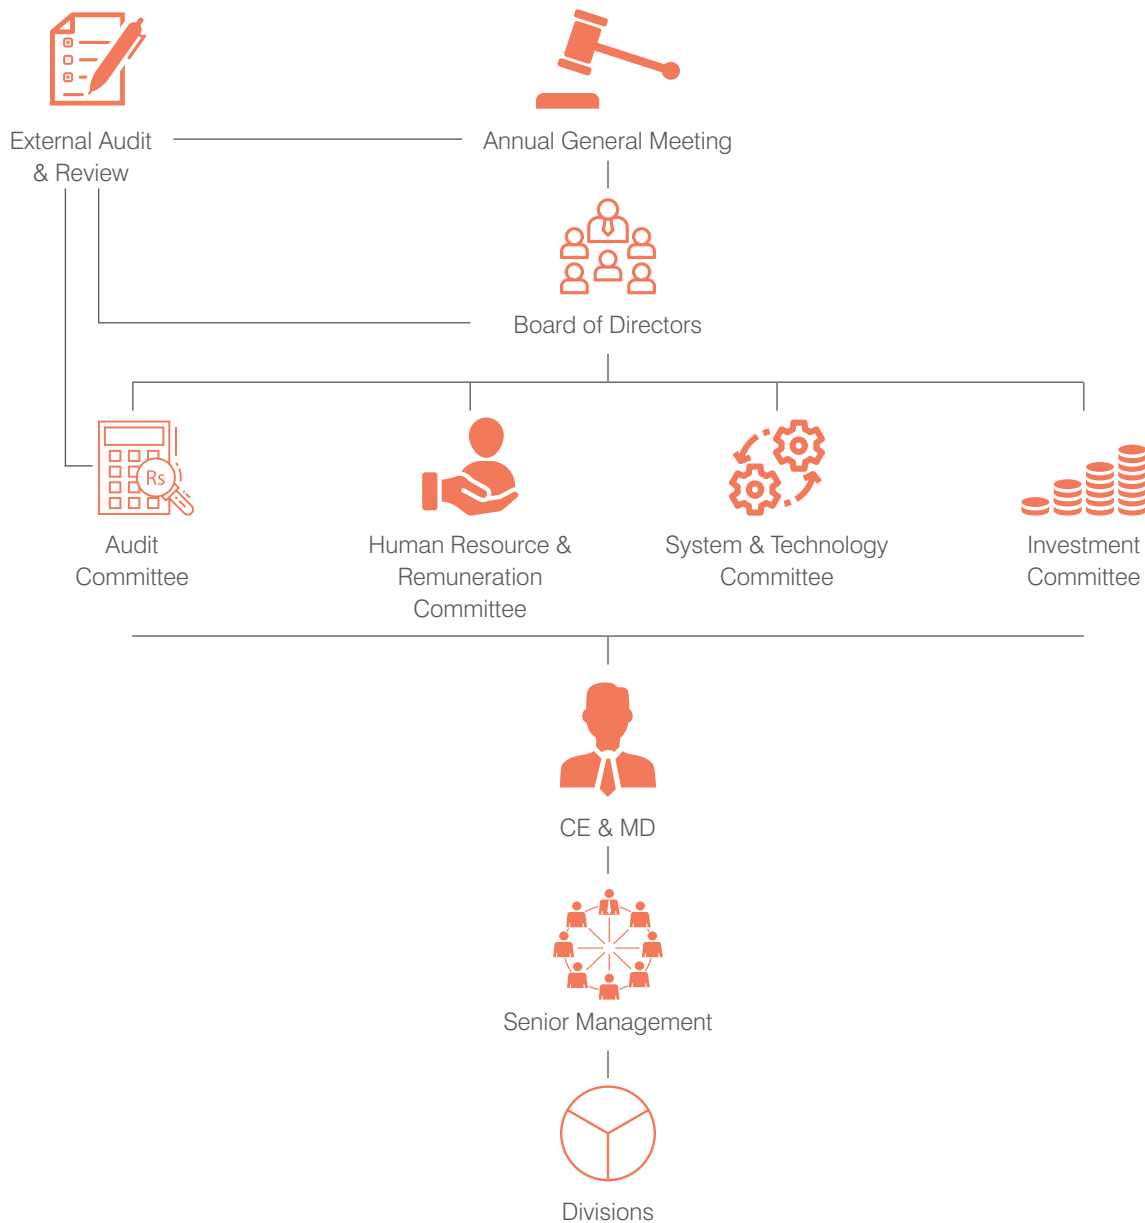 External Audit
& Review
Annual General Meeting
Board of Directors
Rs
Audit
Committee
Human Resource &
Remuneration
Committee
System & Technology
Committee
Investment
Committee
CE & MD
Senior Management
Divisions